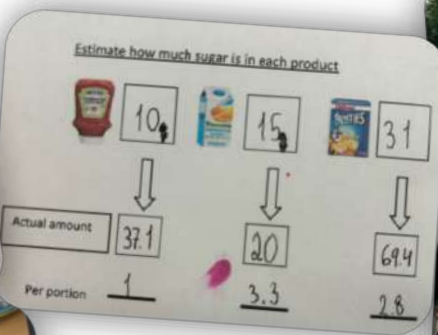 Estimate how much sugar is in each product
10 15 31
Actual amount 37.1 20 69.4
Per portion 1 3.3 2.8